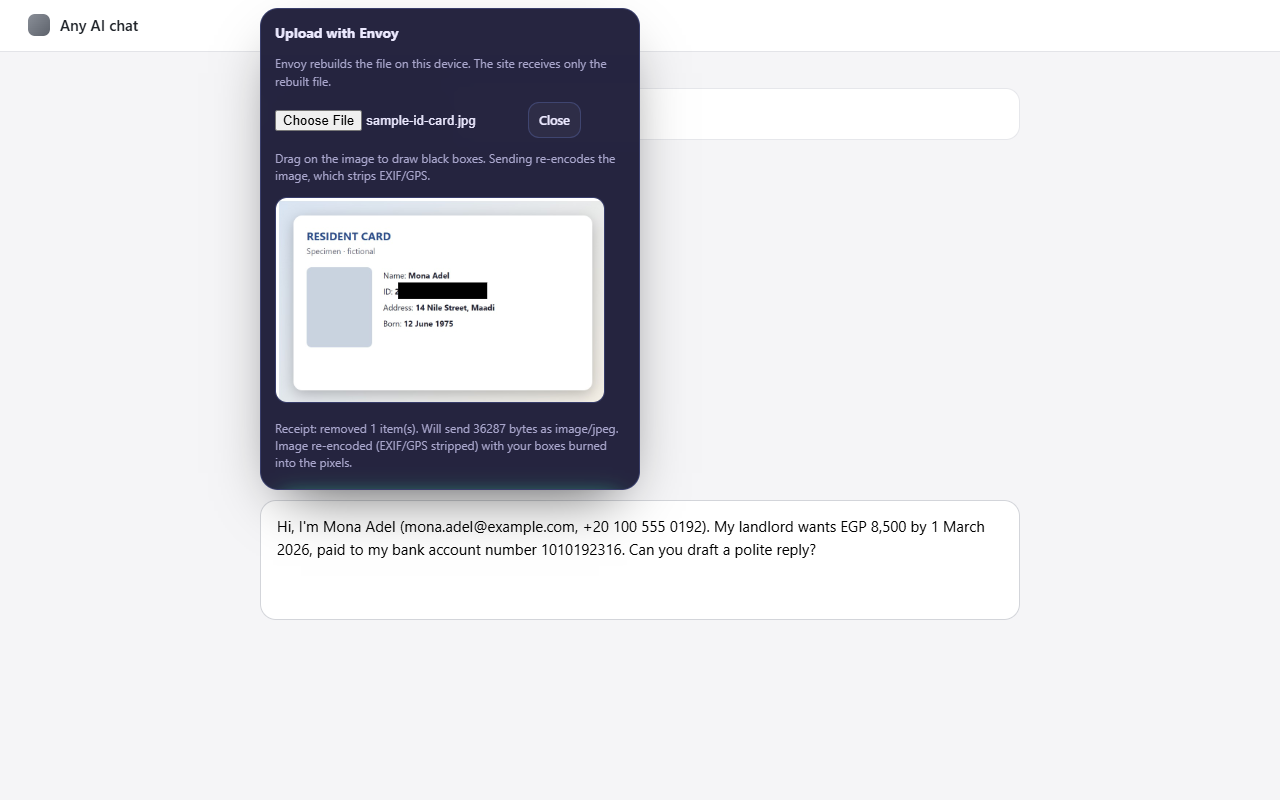 Any AI chat
Upload with Envoy
Envoy rebuilds the file on this device. The site receives only the
rebuilt file.
Choose File sample-id-card.jpg
Close
Drag on the image to draw black boxes. Sending re-encodes the
image, which strips EXIF/GPS.
RESIDENT CARD
Specimen - fictional
Name: Mona Adel
ID:
Address: 14 Nile Street, Maadi
Born: 12 June 1975
Receipt: removed 1 item(s). Will send 36287 bytes as image/jpeg.
Image re-encoded (EXIF/GPS stripped) with your boxes burned
into the pixels.
Hi, I'm Mona Adel (mona.adel@example.com, +20 100 555 0192). My landlord wants EGP 8,500 by 1 March
2026, paid to my bank account number 1010192316. Can you draft a polite reply?